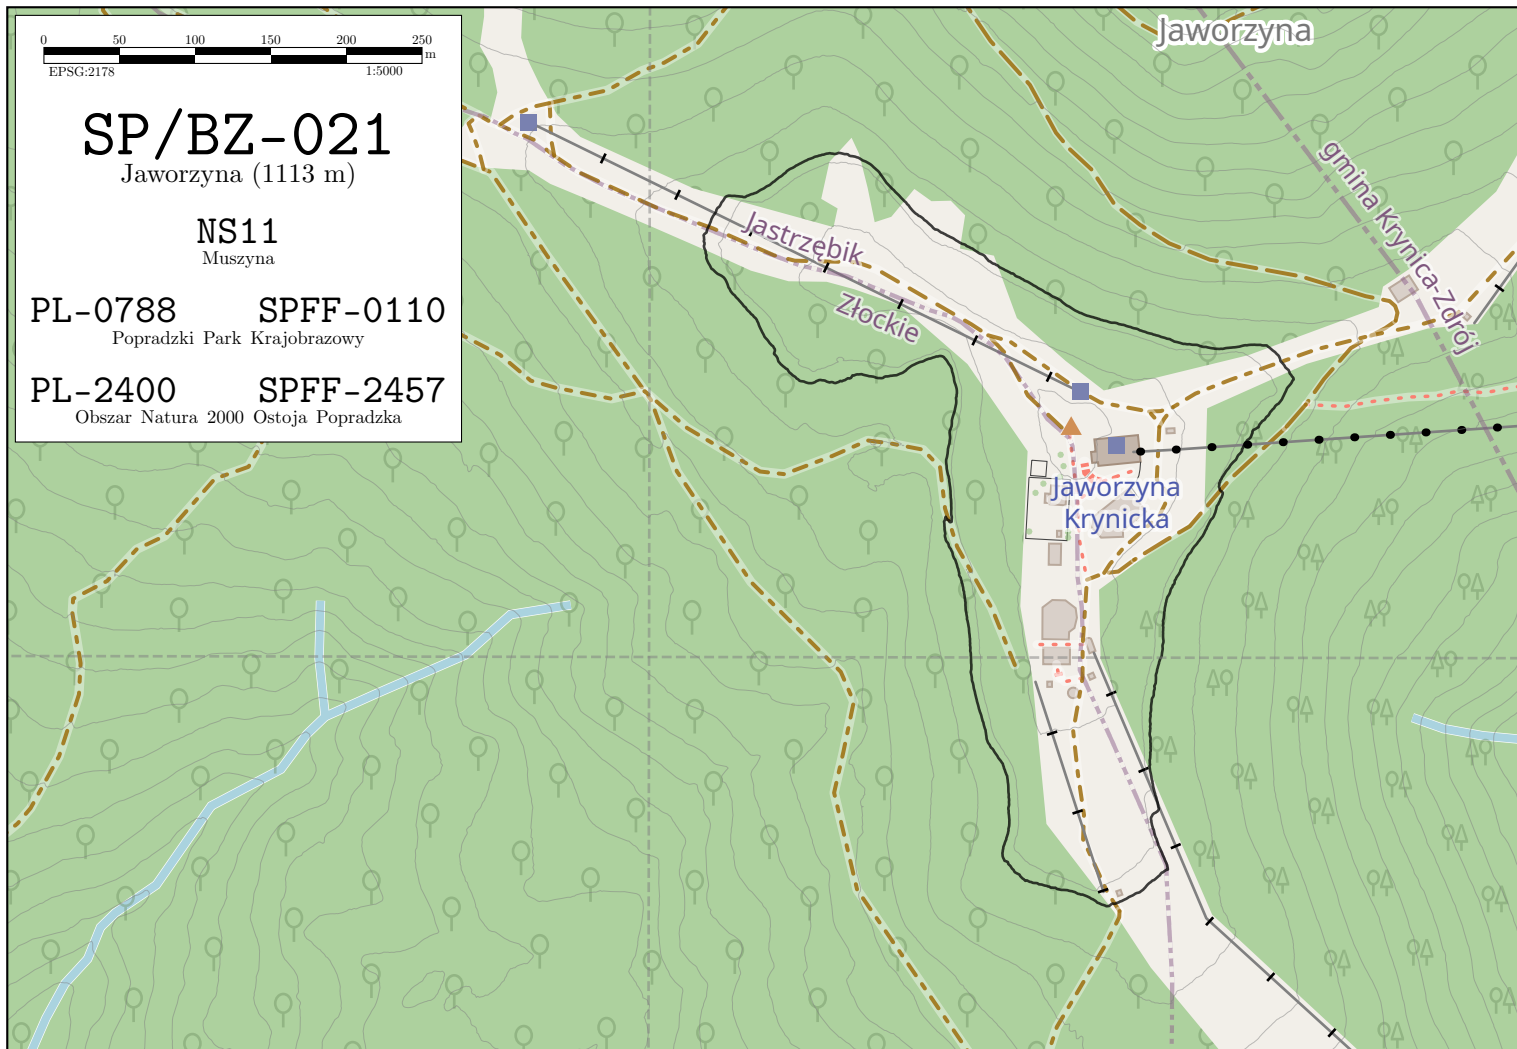 0 50 100 150 200 250
m
EPSG:2178 1:5000
SP/BZ-021
Jaworzyna (1113 m)
NS11
Muszyna
PL-0788 SPFF-0110
Popradzki Park Krajobrazowy
PL-2400 SPFF-2457
Obszar Natura 2000 Ostoja Popradzka
Jaworzyna
gmina Krynica-Zdrój
Jastrzębik
Złockie
Jaworzyna
Krynicka